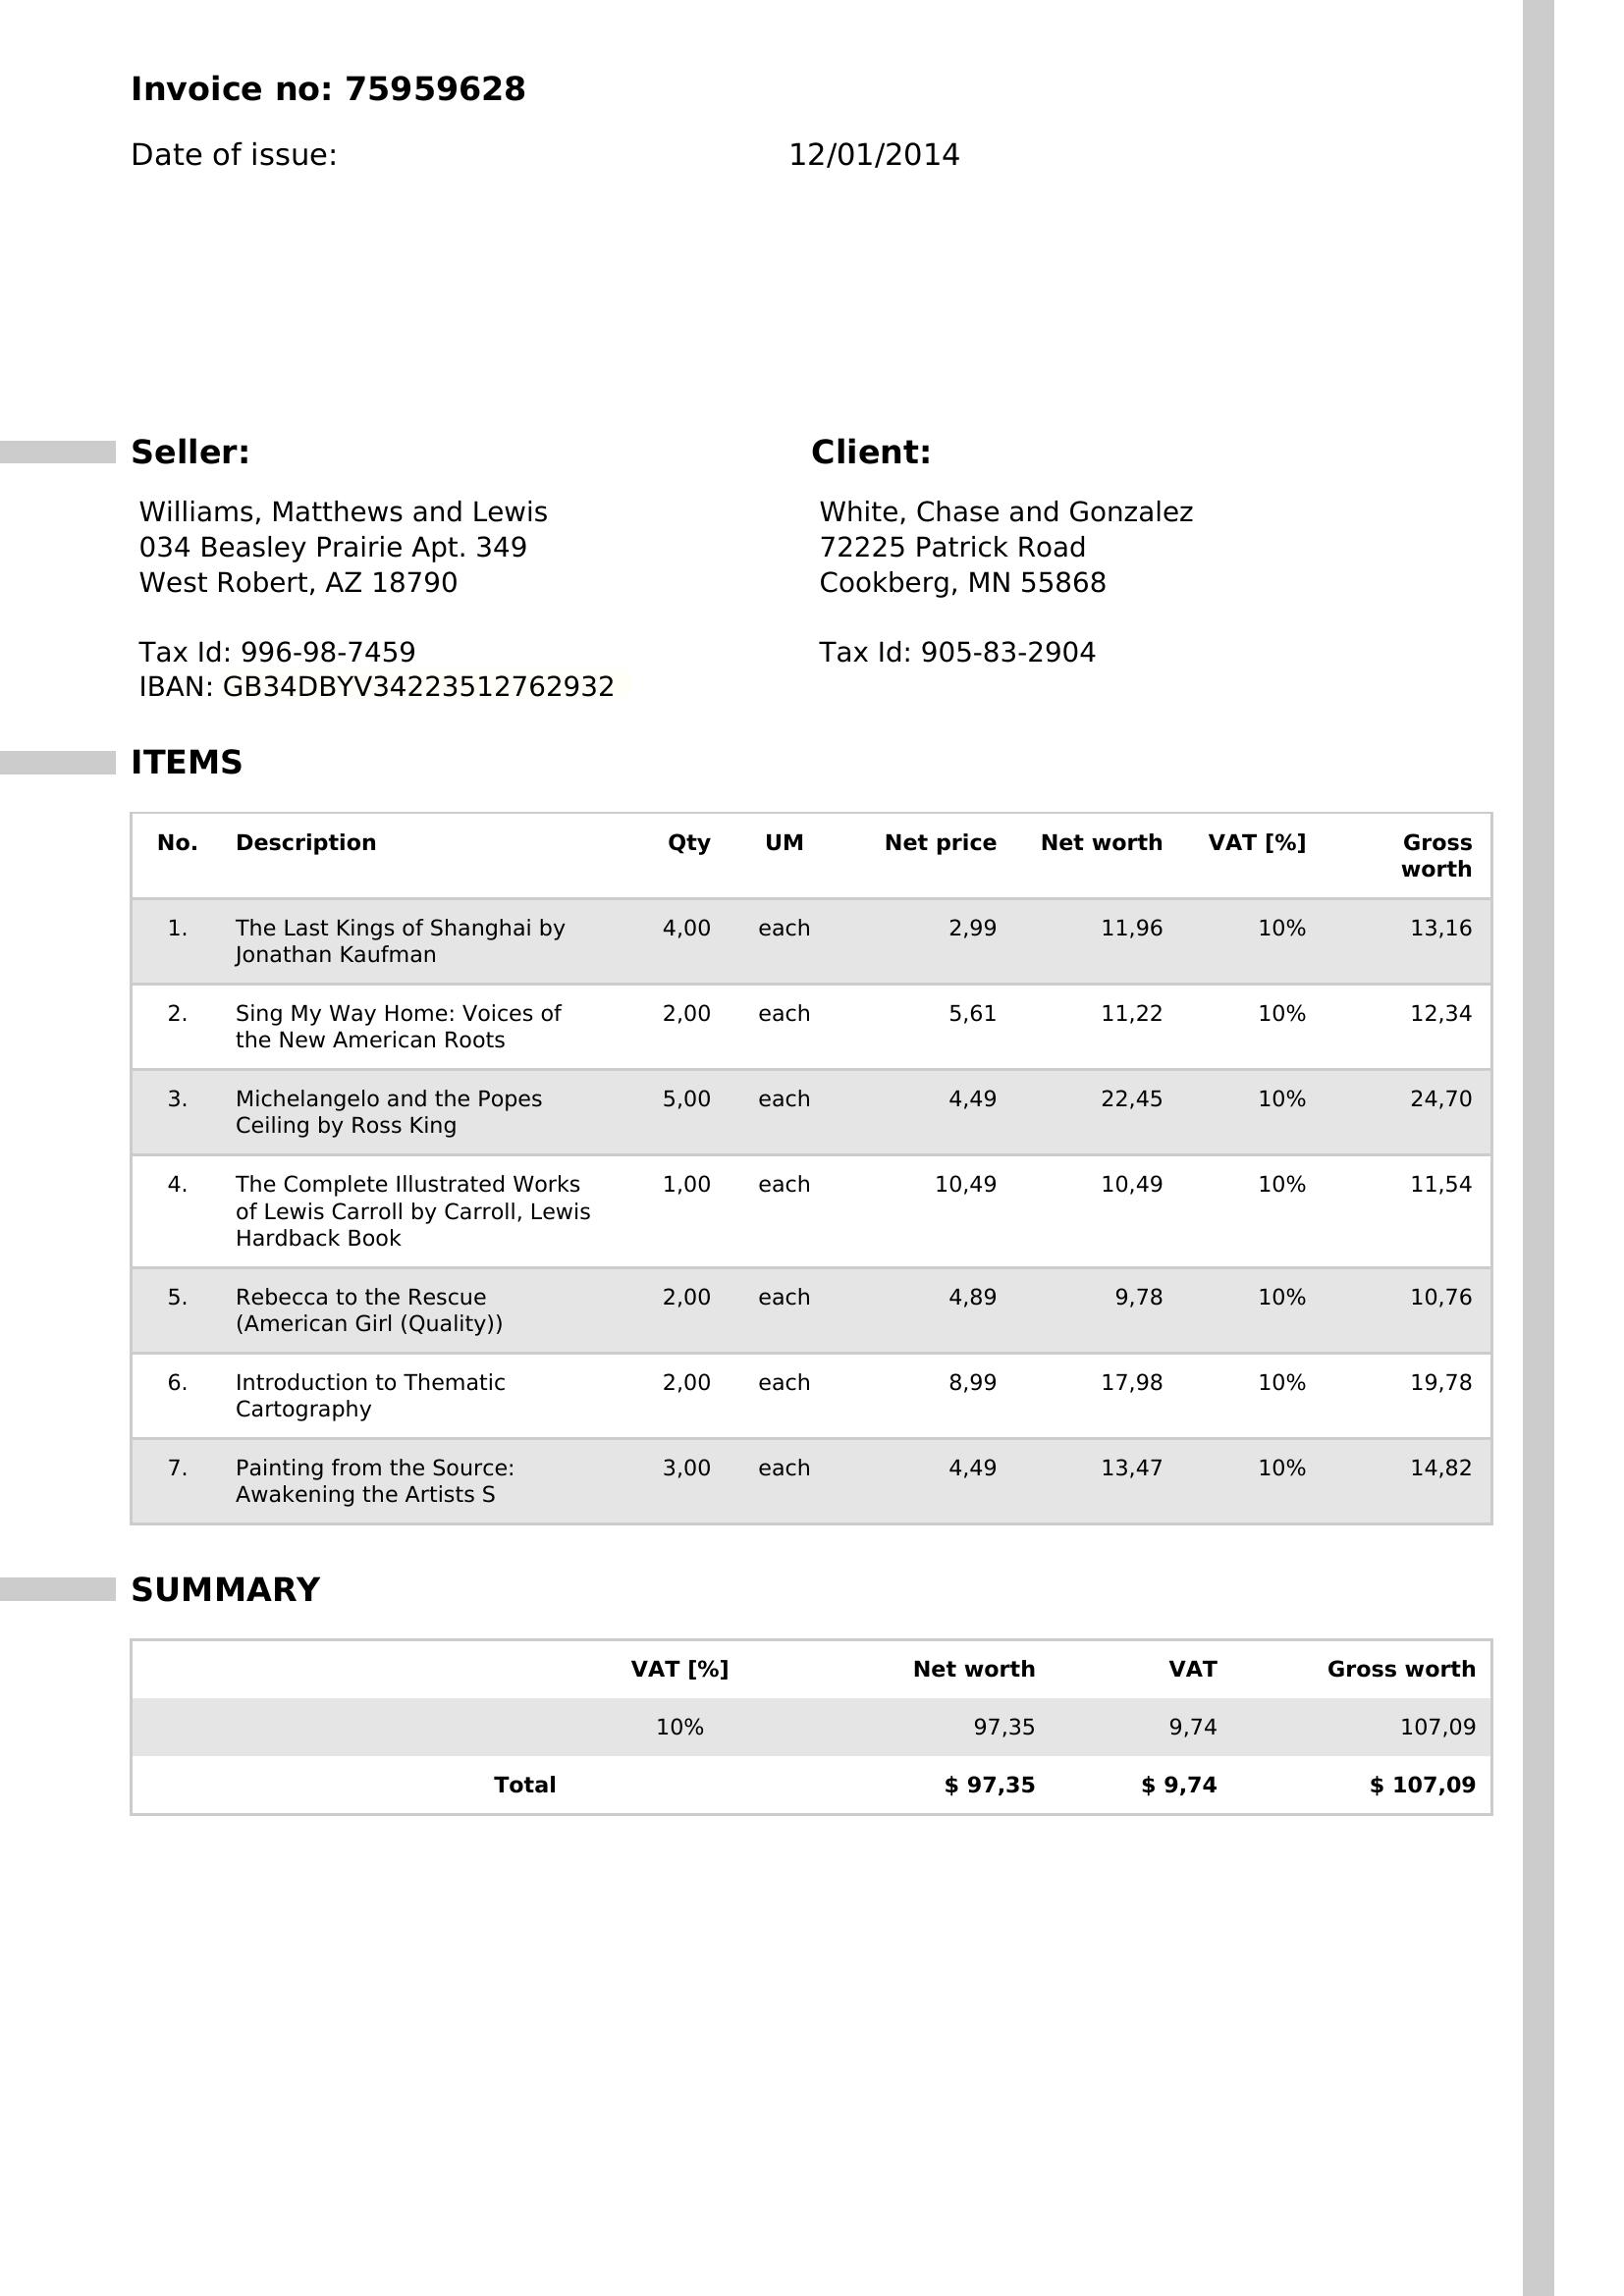 Invoice no: 75959628
Date of issue: 12/01/2014
Seller:
Williams, Matthews and Lewis
034 Beasley Prairie Apt. 349
West Robert, AZ 18790
Tax Id: 996-98-7459
IBAN: GB34DBYV34223512762932
Client:
White, Chase and Gonzalez
72225 Patrick Road
Cookberg, MN 55868
Tax Id: 905-83-2904
ITEMS
No. Description Qty UM Net price Net worth VAT [%] Gross
worth
1. The Last Kings of Shanghai by 4,00 each 2,99 11,96 10% 13,16
Jonathan Kaufman
2. Sing My Way Home: Voices of 2,00 each 5,61 11,22 10% 12,34
the New American Roots
3. Michelangelo and the Popes 5,00 each 4,49 22,45 10% 24,70
Ceiling by Ross King
4. The Complete Illustrated Works 1,00 each 10,49 10,49 10% 11,54
of Lewis Carroll by Carroll, Lewis
Hardback Book
5. Rebecca to the Rescue 2,00 each 4,89 9,78 10% 10,76
(American Girl (Quality))
6. Introduction to Thematic 2,00 each 8,99 17,98 10% 19,78
Cartography
7. Painting from the Source: 3,00 each 4,49 13,47 10% 14,82
Awakening the Artists S
SUMMARY
VAT [%] Net worth VAT Gross worth
10% 97,35 9,74 107,09
Total $ 97,35 $ 9,74 $ 107,09